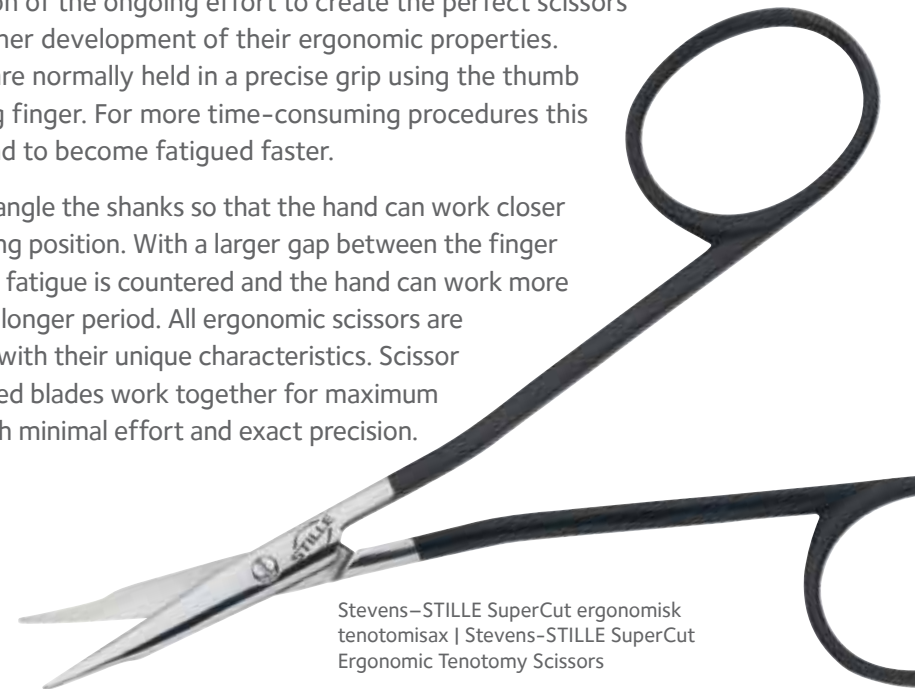 on of the ongoing effort to create the perfect scissors
her development of their ergonomic properties.
are normally held in a precise grip using the thumb
g finger. For more time-consuming procedures this
d to become fatigued faster.
angle the shanks so that the hand can work closer
ng position. With a larger gap between the finger
fatigue is countered and the hand can work more
longer period. All ergonomic scissors are
with their unique characteristics. Scissor
ed blades work together for maximum
h minimal effort and exact precision.
STILLE
Stevens–STILLE SuperCut ergonomisk
tenotomisax | Stevens-STILLE SuperCut
Ergonomic Tenotomy Scissors